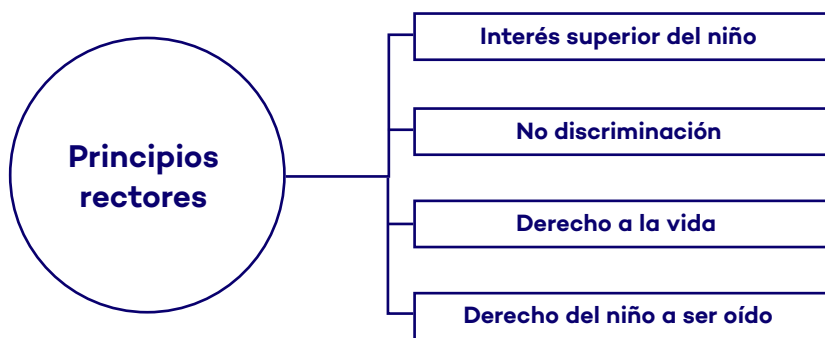 Principios
rectores
Interés superior del niño
No discriminación
Derecho a la vida
Derecho del niño a ser oído